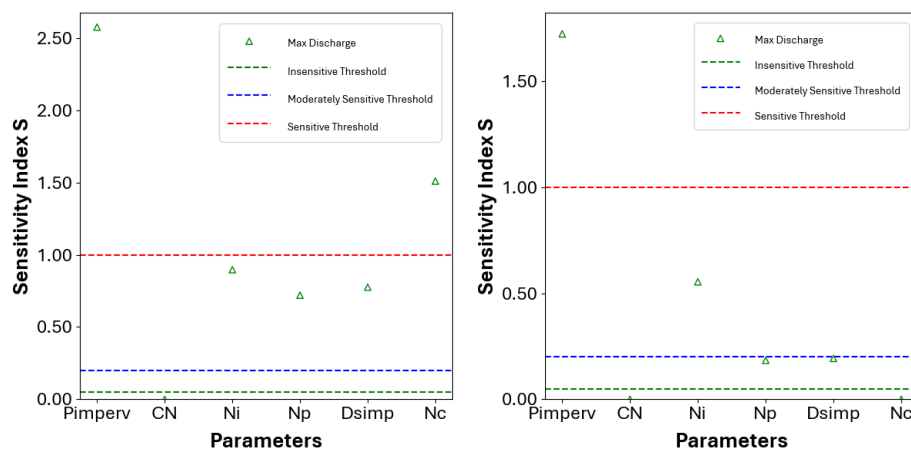 Sensitivity Index S
2.50
2.00
1.50
1.00
0.50
0.00
Max Discharge
Insensitive Threshold
Moderately Sensitive Threshold
Sensitive Threshold
Pimperv CN Ni Np Dsimp Nc
Parameters
Sensitivity Index S
1.50
1.00
0.50
0.00
Max Discharge
Insensitive Threshold
Moderately Sensitive Threshold
Sensitive Threshold
Pimperv CN Ni Np Dsimp Nc
Parameters